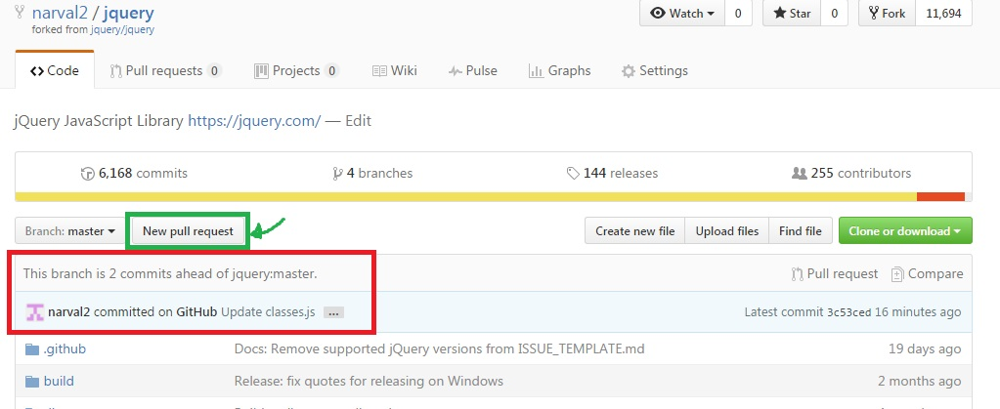 narval2 / jquery
forked from jquery/jquery
Watch 0 Star 0 Fork 11,694
Code Pull requests 0 Projects 0 Wiki Pulse Graphs Settings
jQuery JavaScript Library https://jquery.com/ — Edit
6,168 commits 4 branches 144 releases 255 contributors
Branch: master New pull request Create new file Upload files Find file Clone or download
This branch is 2 commits ahead of jquery:master. Pull request Compare
narval2 committed on GitHub Update classes.js ... Latest commit 3c53ced 16 minutes ago
.github Docs: Remove supported jQuery versions from ISSUE_TEMPLATE.md 19 days ago
build Release: fix quotes for releasing on Windows 2 months ago